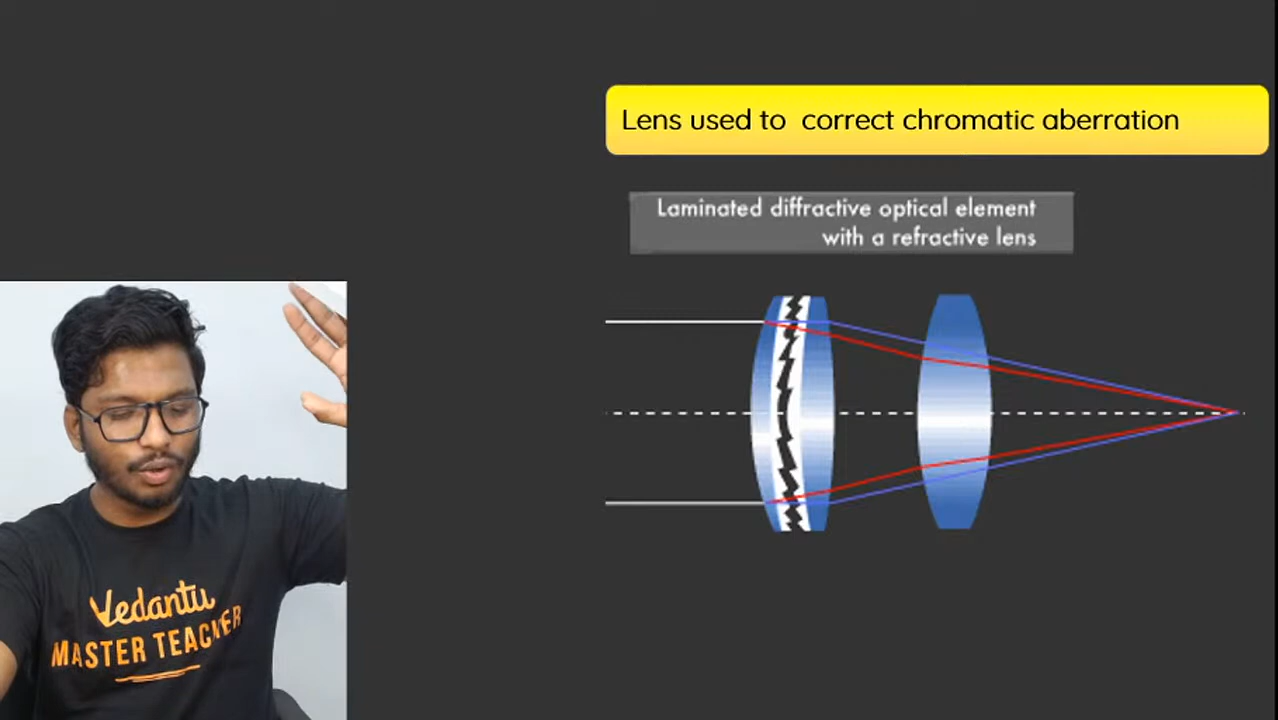 Lens used to correct chromatic aberration
Laminated diffractive optical element
with a refractive lens
Vedantu
MASTER TEACHER